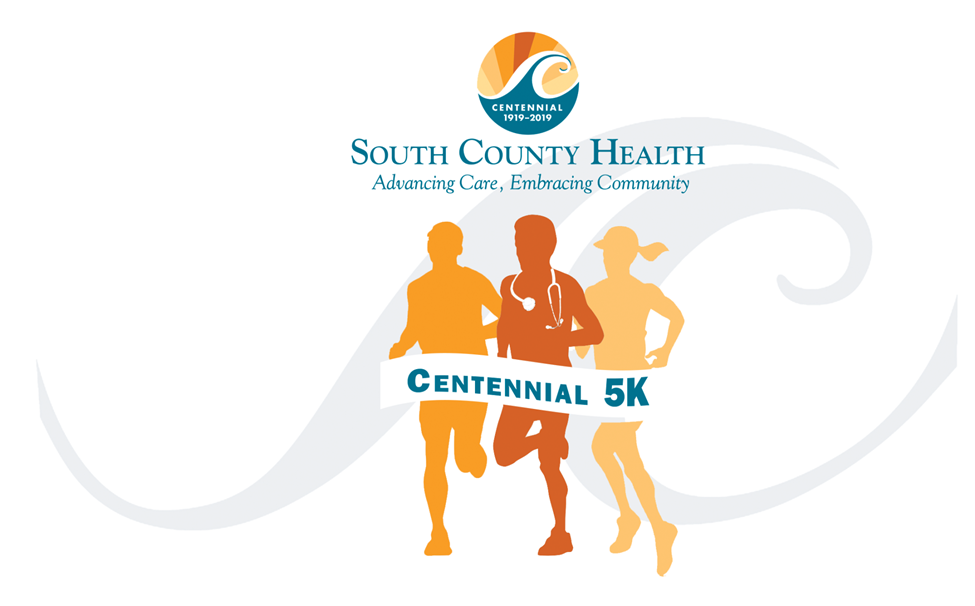 CENTENNIAL
1919–2019
SOUTH COUNTY HEALTH
Advancing Care, Embracing Community
CENTENNIAL 5K